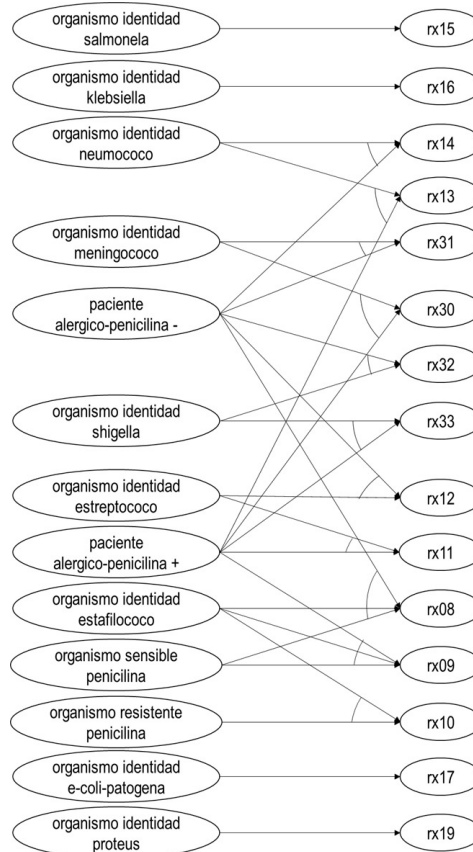 organismo identidad
salmonela
rx15
organismo identidad
klebsiella
rx16
organismo identidad
neumococo
rx14
rx13
organismo identidad
meningococo
rx31
paciente
alergico-penicilina -
rx30
rx32
organismo identidad
shigella
rx33
organismo identidad
estreptococo
rx12
paciente
alergico-penicilina +
rx11
organismo identidad
estafilococo
rx08
organismo sensible
penicilina
rx09
organismo resistente
penicilina
rx10
organismo identidad
e-coli-patogena
rx17
organismo identidad
proteus
rx19